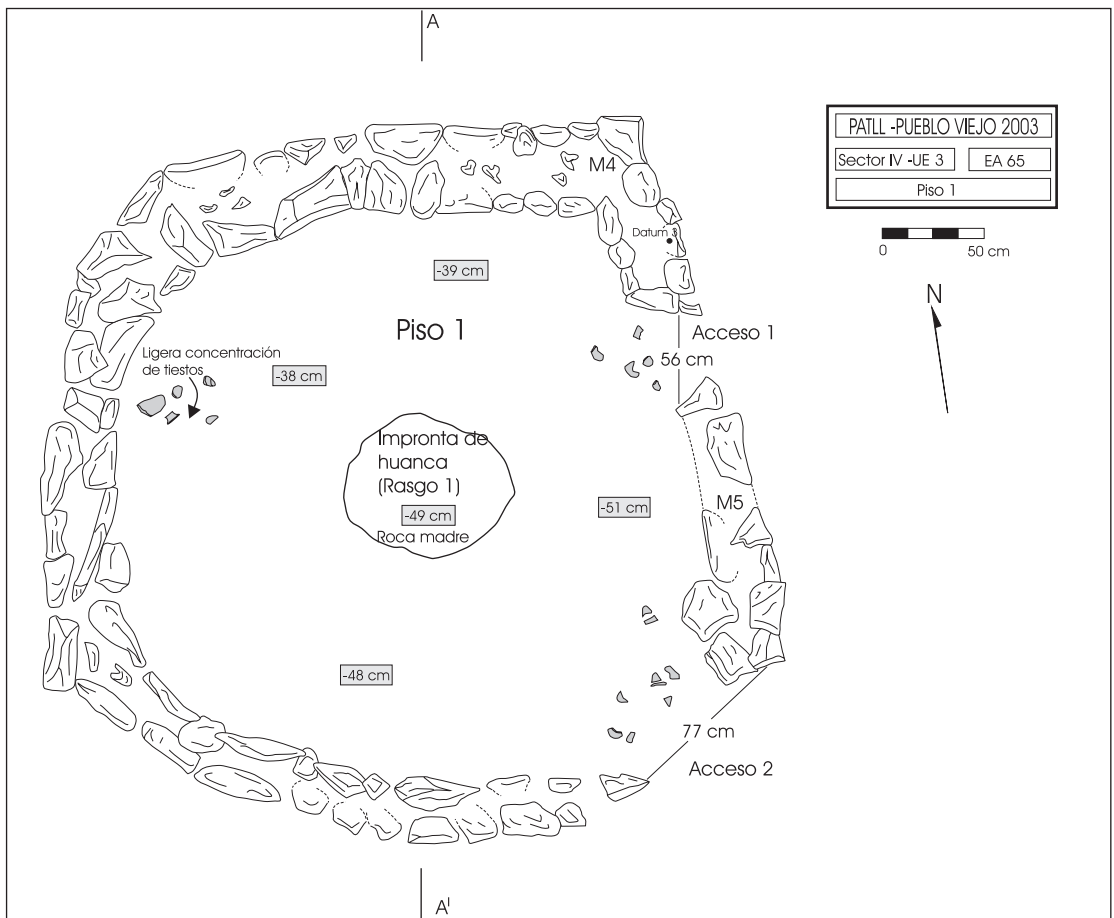 A
PATLL -PUEBLO VIEJO 2003
Sector IV -UE 3
EA 65
Piso 1
0
50 cm
N
M4
Datum 3
-39 cm
Piso 1
Acceso 1
56 cm
Ligera concentración
de tiestos
-38 cm
Impronta de
huanca
(Rasgo 1)
-49 cm
Roca madre
-51 cm
M5
-48 cm
77 cm
Acceso 2
A'